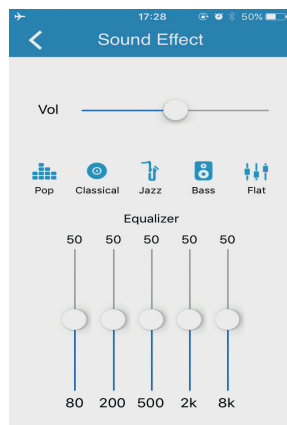 17:28 50%
Sound Effect
Vol
Pop Classical Jazz Bass Flat
Equalizer
50 50 50 50 50
80 200 500 2k 8k